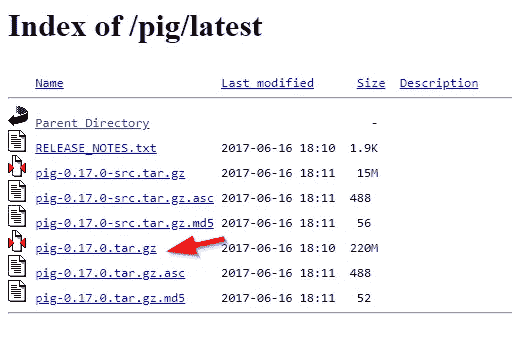 Index of /pig/latest
Name Last modified Size Description
Parent Directory -
RELEASE_NOTES.txt 2017-06-16 18:10 1.9K
pig-0.17.0-src.tar.gz 2017-06-16 18:11 15M
pig-0.17.0-src.tar.gz.asc 2017-06-16 18:11 488
pig-0.17.0-src.tar.gz.md5 2017-06-16 18:11 56
pig-0.17.0.tar.gz 2017-06-16 18:10 220M
pig-0.17.0.tar.gz.asc 2017-06-16 18:11 488
pig-0.17.0.tar.gz.md5 2017-06-16 18:11 52